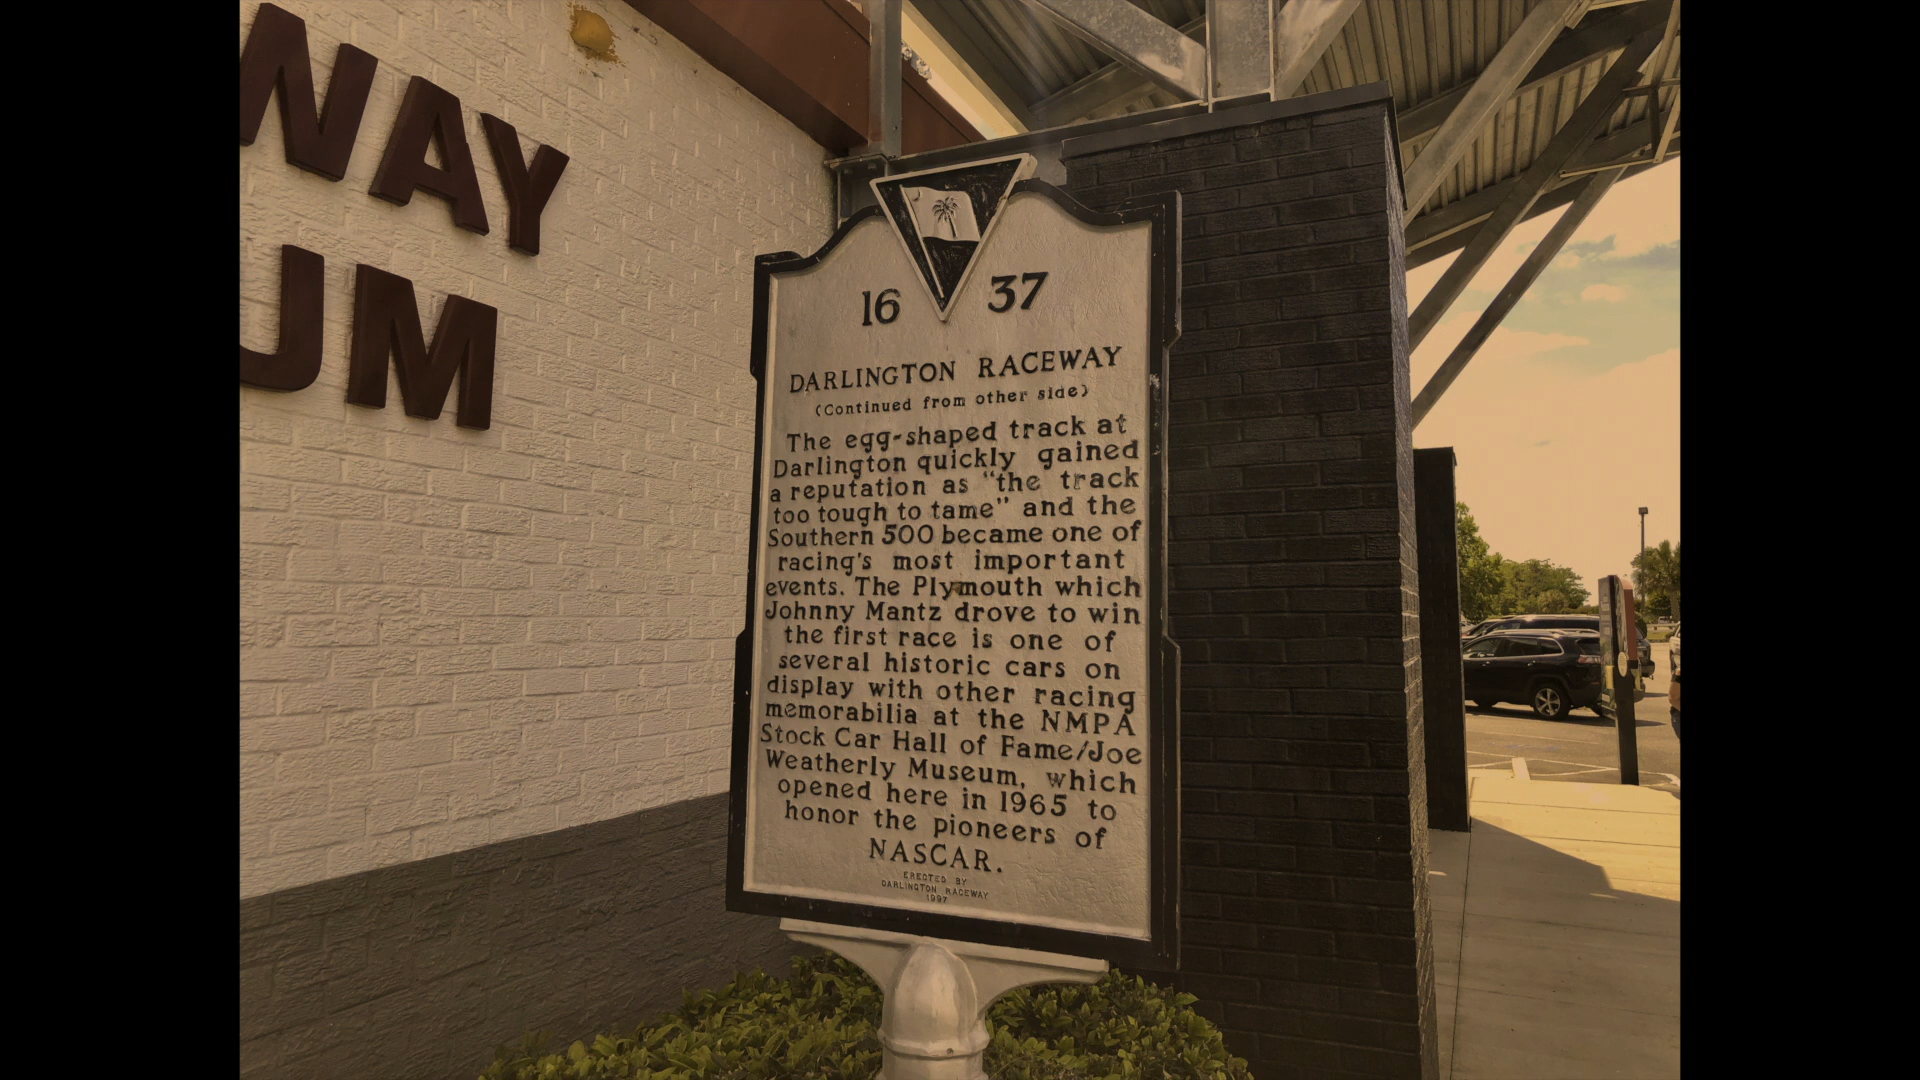 WAY
UM
16 37
DARLINGTON RACEWAY
(Continued from other side)
The egg-shaped track at
Darlington quickly gained
a reputation as "the track
too tough to tame" and the
Southern 500 became one of
racing's most important
events. The Plymouth which
Johnny Mantz drove to win
the first race is one of
several historic cars on
display with other racing
memorabilia at the NMPA
Stock Car Hall of Fame/Joe
Weatherly Museum, which
opened here in 1965 to
honor the pioneers of
NASCAR.
ERECTED BY
DARLINGTON RACEWAY
1997